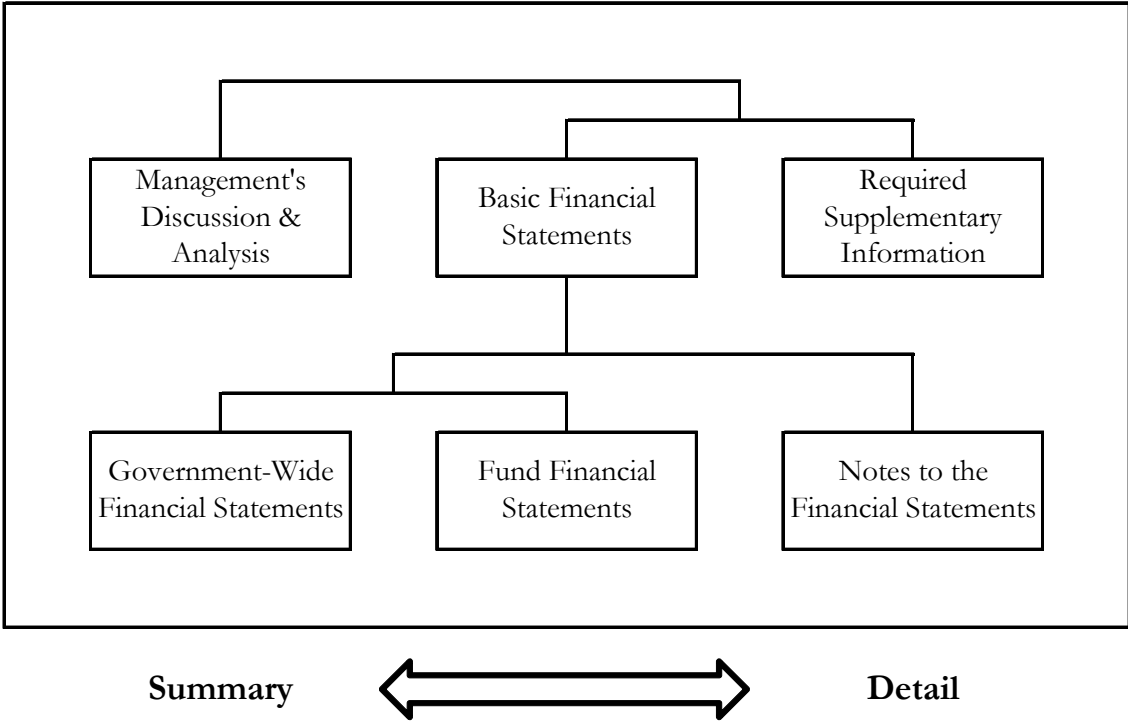 Management's
Discussion &
Analysis
Basic Financial
Statements
Required
Supplementary
Information
Government-Wide
Financial Statements
Fund Financial
Statements
Notes to the
Financial Statements
Summary
Detail